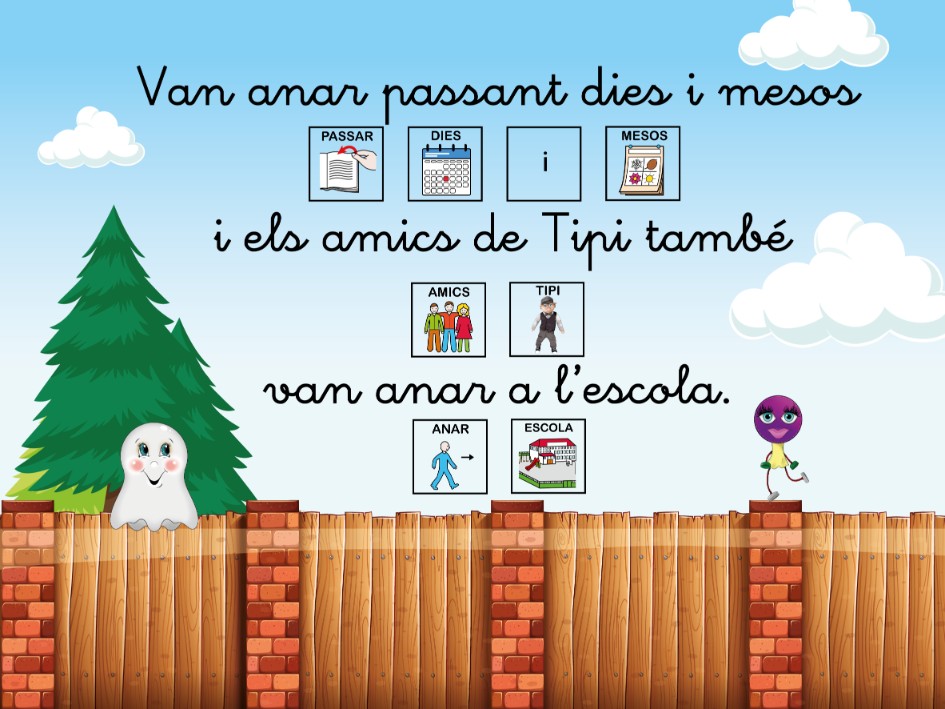 Van anar passant dies i mesos
PASSAR DIES i MESOS
i els amics de Tipi també
AMICS TIPI
van anar a l'escola.
ANAR ESCOLA